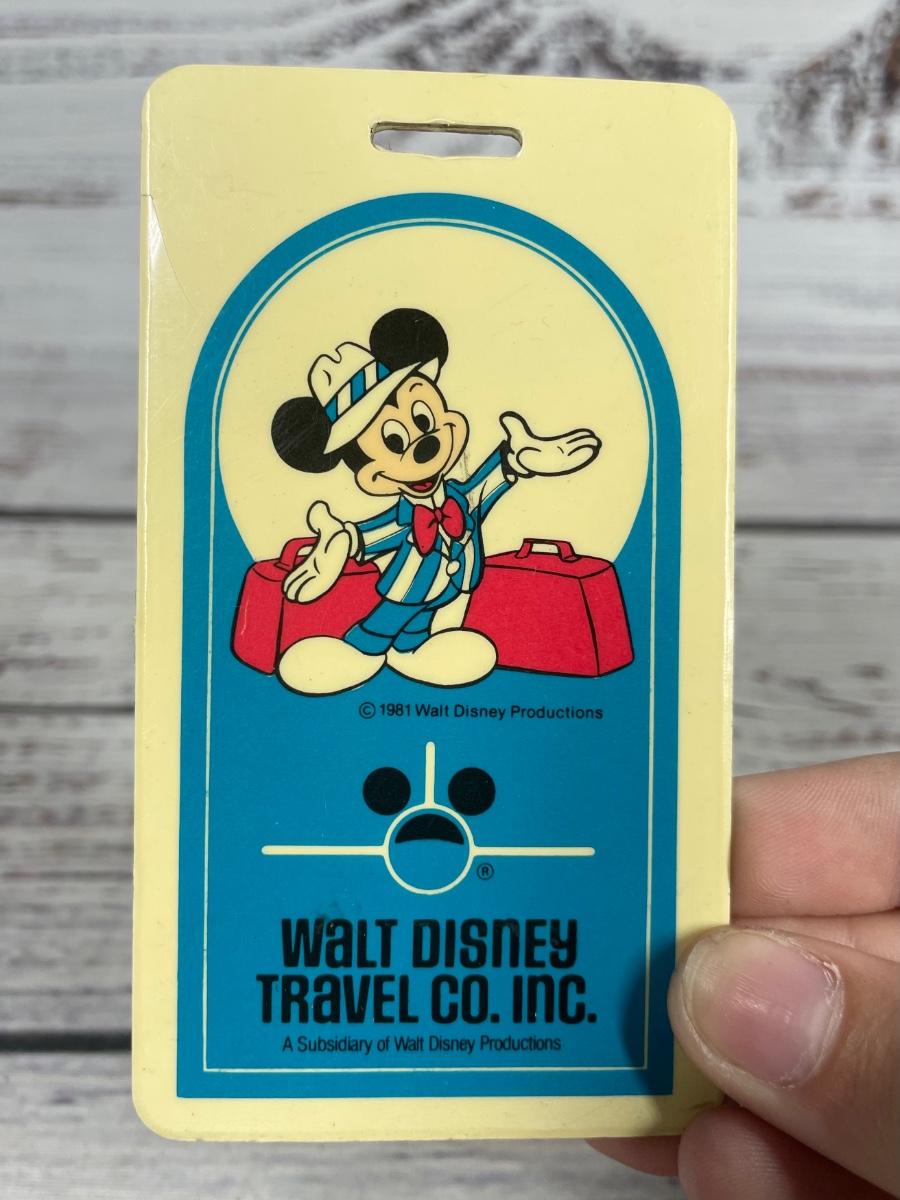 © 1981 Walt Disney Productions
®
WALT DISNEY
TRAVEL CO. INC.
A Subsidiary of Walt Disney Productions